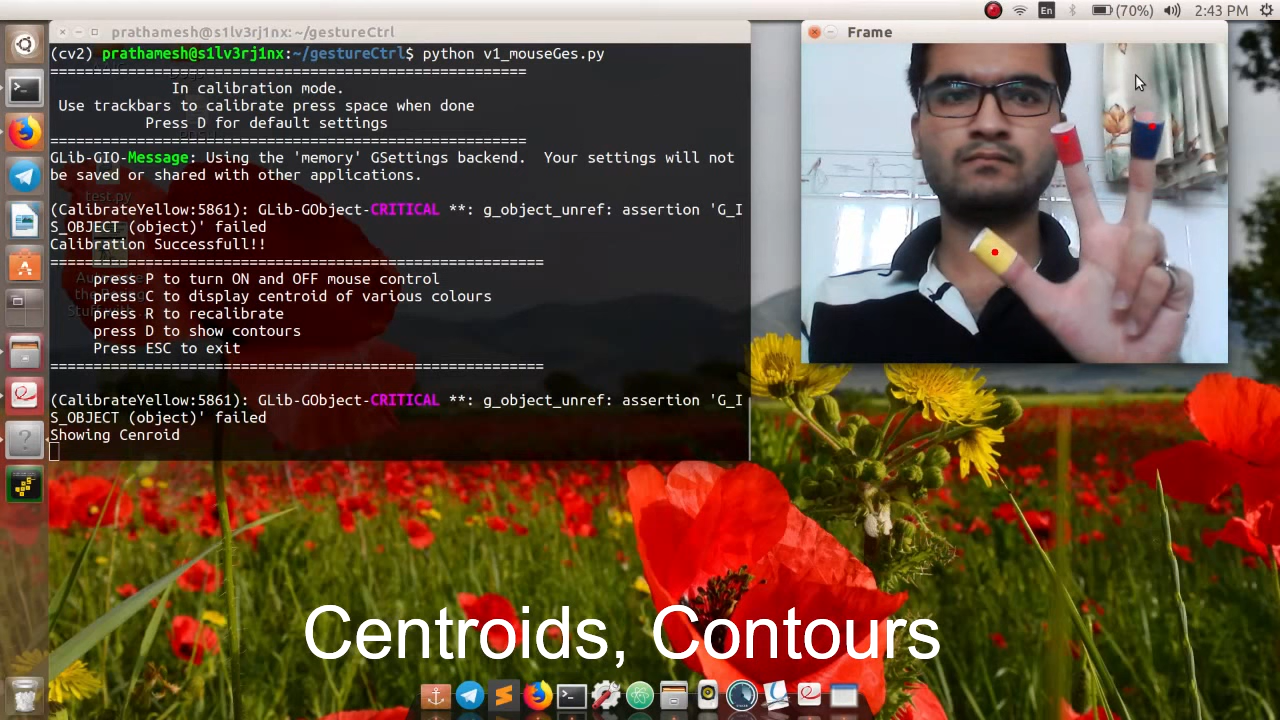 En (70%) 2:43 PM
prathamesh@s1lv3rj1nx: ~/gestureCtrl
Frame
(cv2) prathamesh@s1lv3rj1nx:~/gestureCtrl$ python v1_mouseGes.py
=======================================================
In calibration mode.
Use trackbars to calibrate press space when done
Press D for default settings
=======================================================
GLib-GIO-Message: Using the 'memory' GSettings backend.  Your settings will not
be saved or shared with other applications.
(CalibrateYellow:5861): GLib-GObject-CRITICAL **: g_object_unref: assertion 'G_I
S_OBJECT (object)' failed
Calibration Successfull!!
=========================================================
press P to turn ON and OFF mouse control
press C to display centroid of various colours
press R to recalibrate
press D to show contours
Press ESC to exit
=========================================================
(CalibrateYellow:5861): GLib-GObject-CRITICAL **: g_object_unref: assertion 'G_I
S_OBJECT (object)' failed
Showing Cenroid
test.py
Centroids, Contours